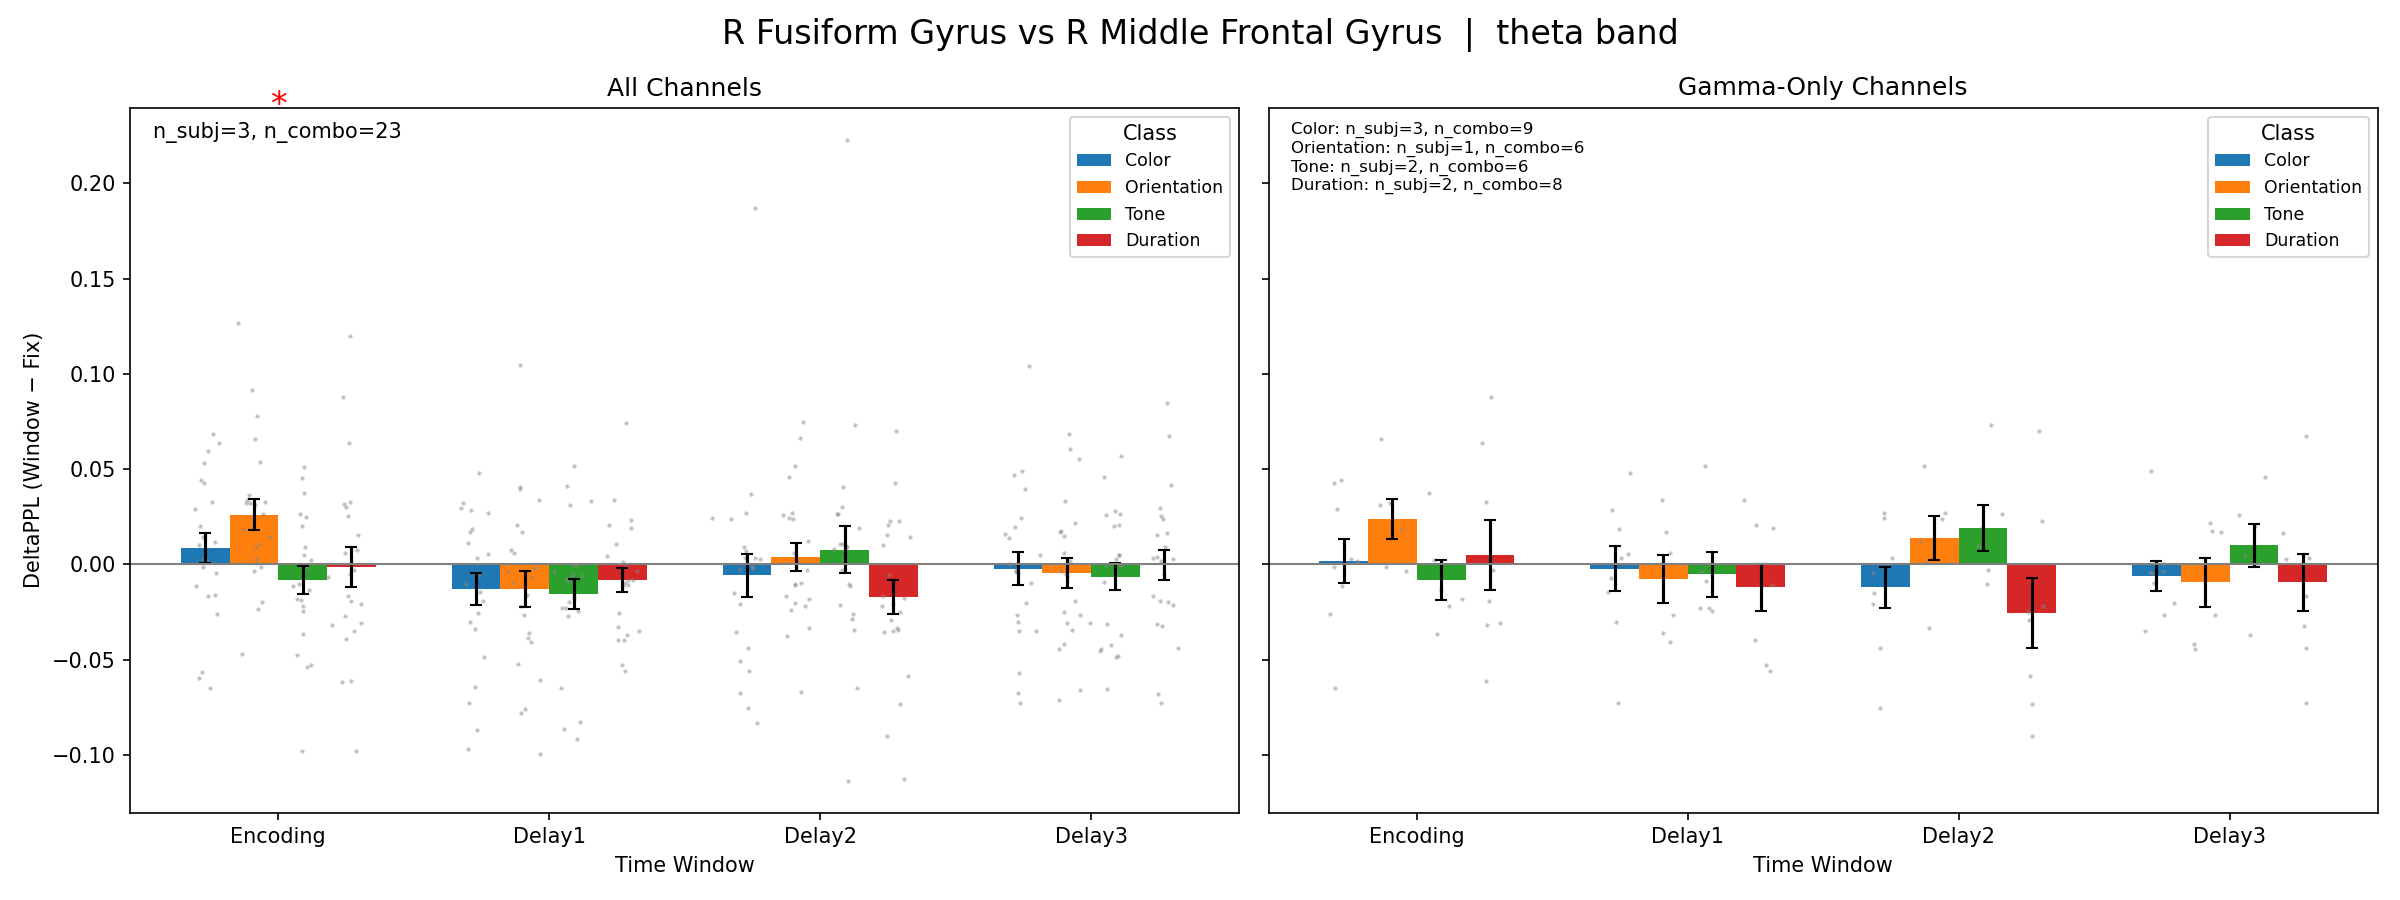 R Fusiform Gyrus vs R Middle Frontal Gyrus | theta band
All Channels
*
n_subj=3, n_combo=23
Class
Color
Orientation
Tone
Duration
DeltaPPL (Window − Fix)
0.20
0.15
0.10
0.05
0.00
−0.05
−0.10
Encoding
Delay1
Delay2
Delay3
Time Window
Gamma-Only Channels
Color: n_subj=3, n_combo=9
Orientation: n_subj=1, n_combo=6
Tone: n_subj=2, n_combo=6
Duration: n_subj=2, n_combo=8
Class
Color
Orientation
Tone
Duration
Encoding
Delay1
Delay2
Delay3
Time Window